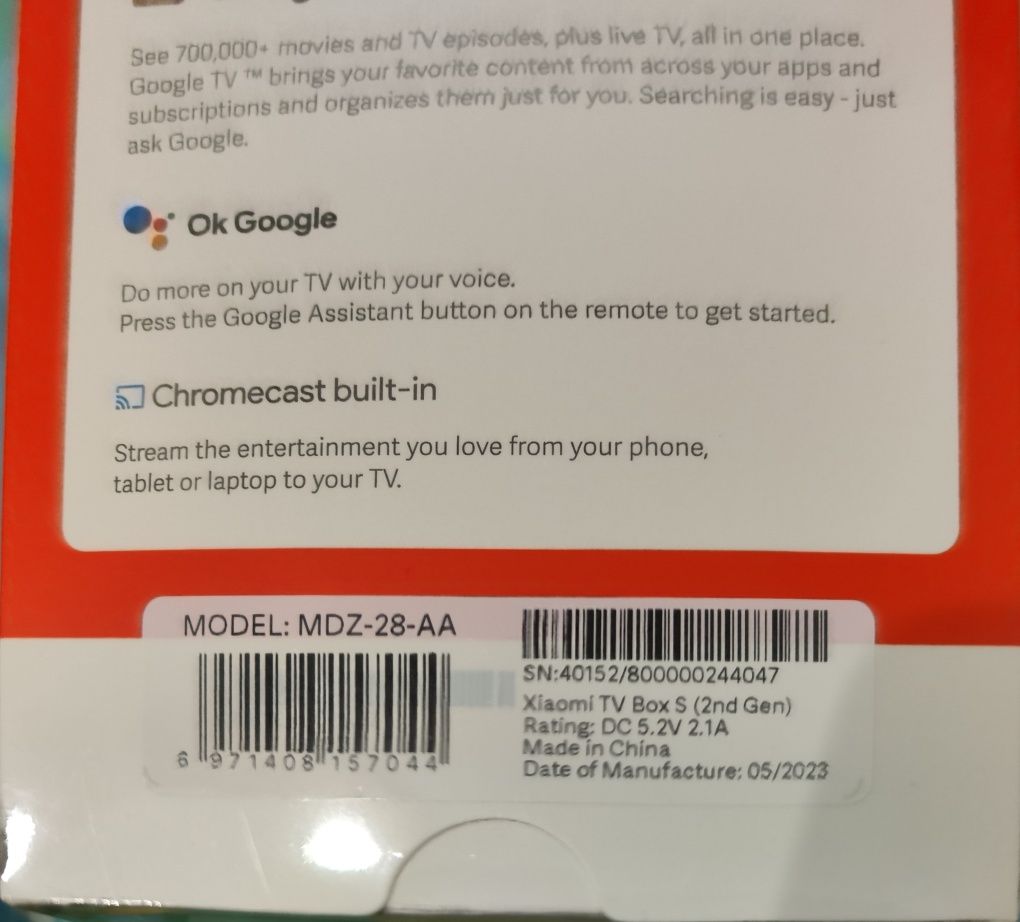 See 700,000+ movies and TV episodes, plus live TV, all in one place.
Google TV™ brings your favorite content from across your apps and
subscriptions and organizes them just for you. Searching is easy - just
ask Google.
Ok Google
Do more on your TV with your voice.
Press the Google Assistant button on the remote to get started.
Chromecast built-in
Stream the entertainment you love from your phone,
tablet or laptop to your TV.
MODEL: MDZ-28-AA
6 971408 157044
SN:40152/800000244047
Xiaomi TV Box S (2nd Gen)
Rating: DC 5.2V 2.1A
Made in China
Date of Manufacture: 05/2023